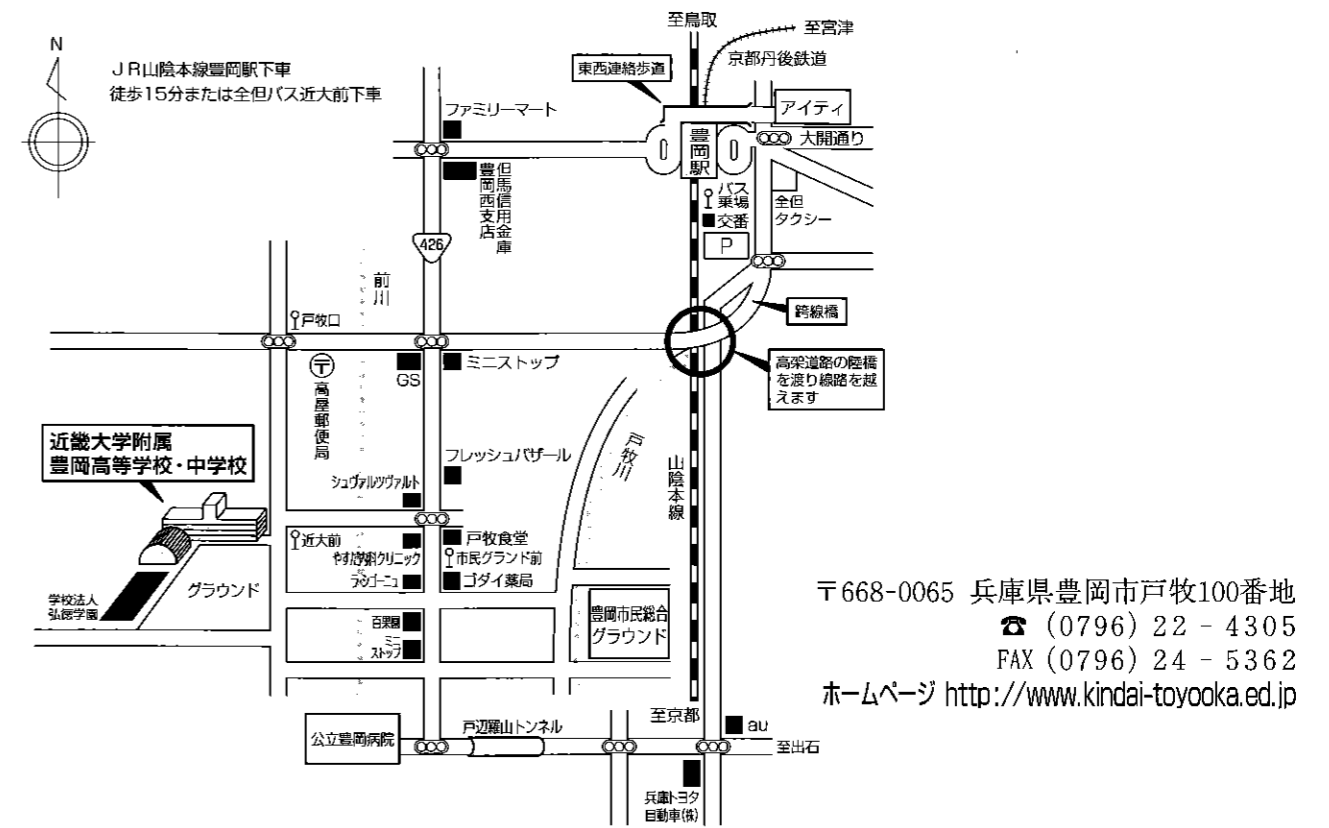 至鳥取
至宮津
N
JR山陰本線豊岡駅下車
徒歩15分または全但バス近大前下車
東西連絡歩道
京都丹後鉄道
アイティ
ファミリーマート
大開通り
豊岡駅
但馬信用金庫
豊岡西支店
バス
乗場
交番
全但
タクシー
P
426
前川
跨線橋
戸牧口
〒
高屋郵便局
GS
ミニストップ
高架道路の陸橋
を渡り線路を越
えます
近畿大学附属
豊岡高等学校・中学校
戸牧川
フレッシュバザール
山陰本線
シュヴァルツヴァルト
近大前
戸牧食堂
市民グランド前
ゴダイ薬局
グラウンド
学校法人
弘徳学園
百果園
ミニ
ストップ
豊岡市民総合
グラウンド
〒668-0065 兵庫県豊岡市戸牧100番地
☎ (0796) 22-4305
FAX (0796) 24-5362
ホームページ http://www.kindai-toyooka.ed.jp
至京都
au
公立豊岡病院
戸辺羅山トンネル
至出石
兵庫トヨタ
自動車(株)